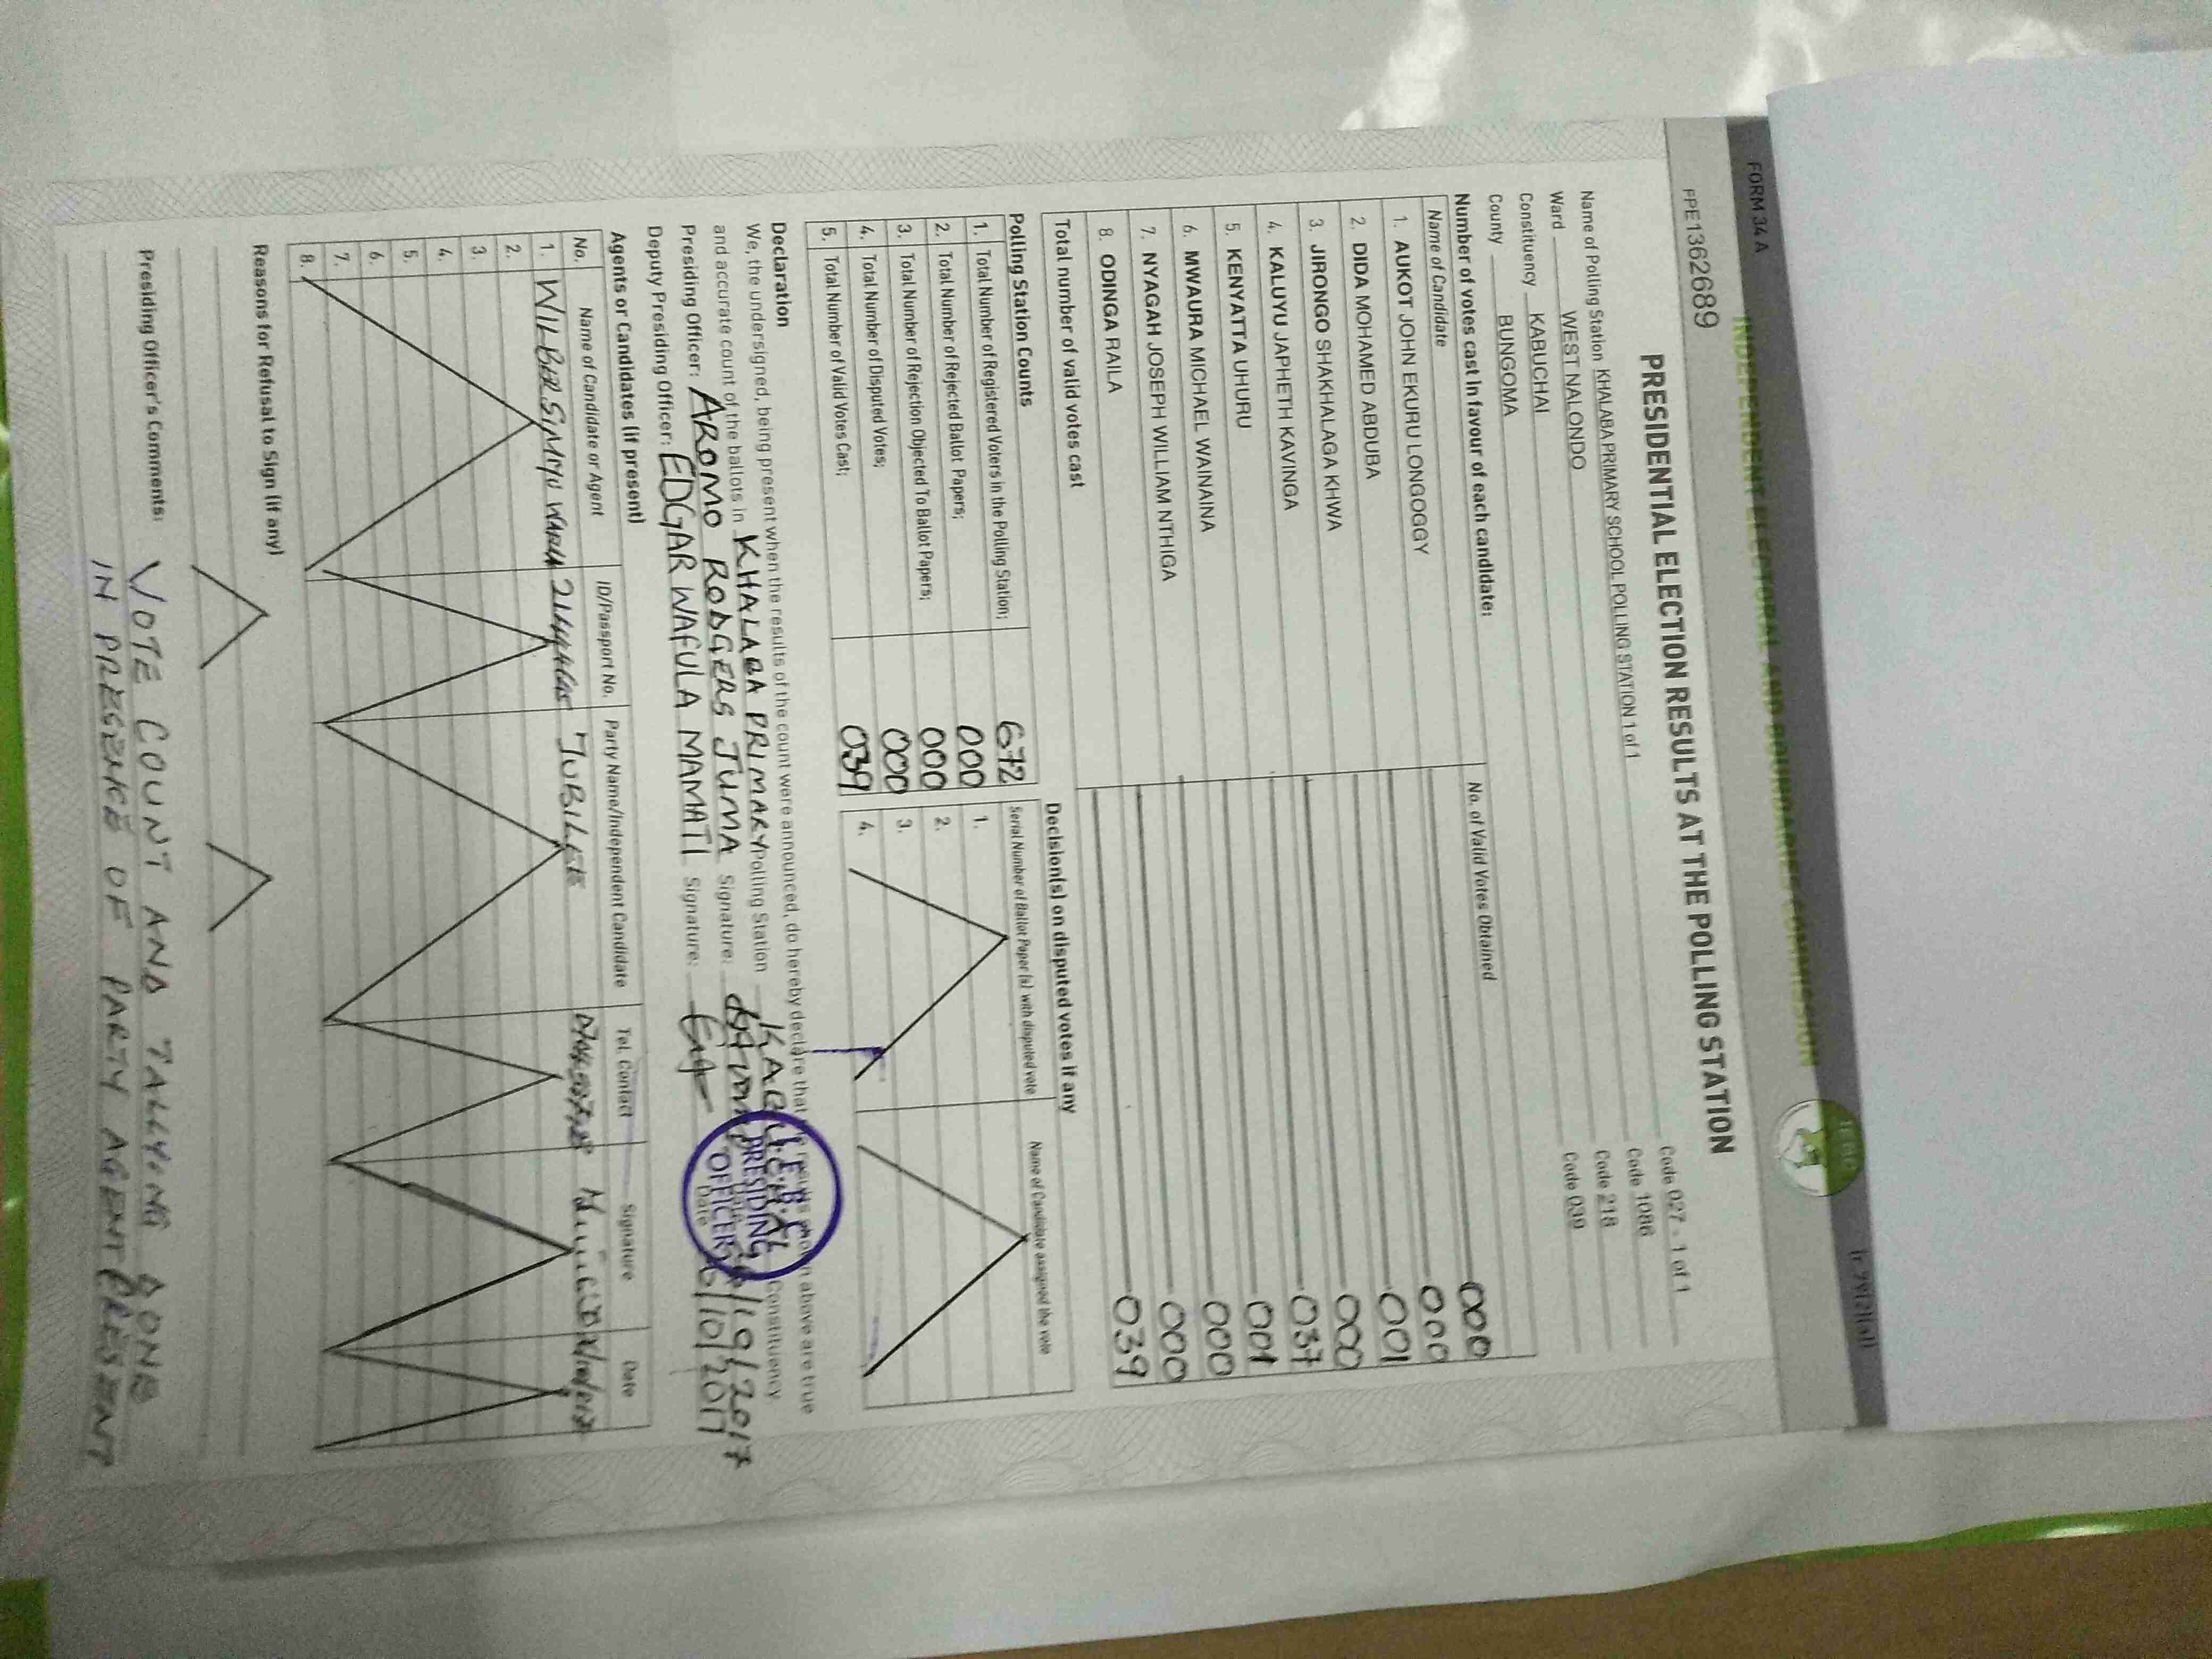 FORM 34 A
INDEPENDENT ELECTORAL AND BOUNDARIES COMMISSION
IEBC
PPE1362689
PRESIDENTIAL ELECTION RESULTS AT THE POLLING STATION
Name of Polling Station KHALABA PRIMARY SCHOOL POLLING STATION 1 of 1 Code 027 - 1 of 1
Ward WEST NALONDO Code 1086
Constituency KABUCHAI Code 218
County BUNGOMA Code 039
Number of votes cast in favour of each candidate:
Name of Candidate No. of Valid Votes Obtained
1. AUKOT JOHN EKURU LONGOGGY 000
2. DIDA MOHAMED ABDUBA 000
3. JIRONGO SHAKHALAGA KHWA 001
4. KALUYU JAPHETH KAVINGA 000
5. KENYATTA UHURU 037
6. MWAURA MICHAEL WAINAINA 001
7. NYAGAH JOSEPH WILLIAM NTHIGA 000
8. ODINGA RAILA 000
Total number of valid votes cast 039
Polling Station Counts
1. Total Number of Registered Voters in the Polling Station; 672
2. Total Number of Rejected Ballot Papers; 000
3. Total Number of Rejection Objected To Ballot Papers; 000
4. Total Number of Disputed Votes; 000
5. Total Number of Valid Votes Cast; 039
Decision(s) on disputed votes if any
Serial Number of Ballot Paper (s) with disputed vote Name of Candidate assigned the vote
1.
2.
3.
4.
Declaration
We, the undersigned, being present when the results of the count were announced, do hereby declare that the results shown above are true
and accurate count of the ballots in KHALABA PRIMARY Polling Station KABUCHAI Constituency
Presiding Officer: AROMO RODGERS JUMA Signature: Date /10/2017
Deputy Presiding Officer: EDGAR WAFULA MAMATI Signature: Date 26/10/2017
I.E.B.C.
PRESIDING
OFFICER
Agents or Candidates (if present)
No. Name of Candidate or Agent ID/Passport No. Party Name/Independent Candidate Tel. Contact Signature Date
1. WILBER SIMIYU JUBILEE
2.
3.
4.
5.
6.
7.
8.
Reasons for Refusal to Sign (if any)
Presiding Officer's Comments: VOTE COUNT AND TALLYING DONE
IN PRESENCE OF PARTY AGENT PRESENT